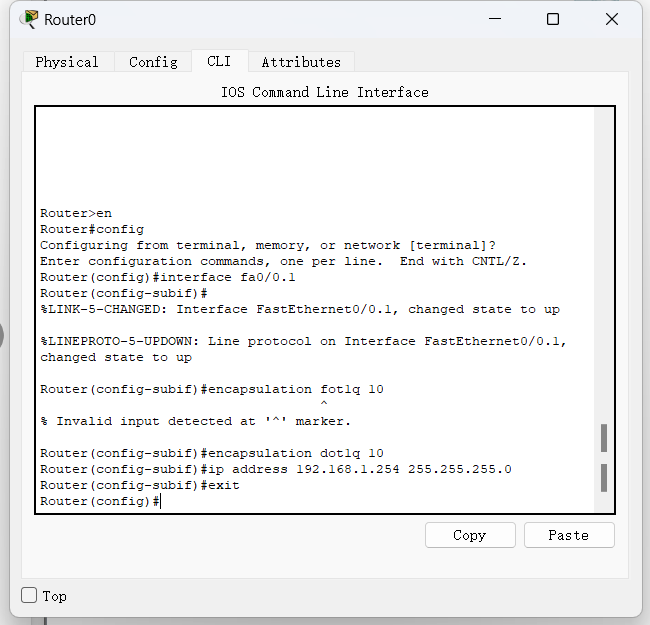 Router0
Physical Config CLI Attributes
IOS Command Line Interface
Router>en
Router#config
Configuring from terminal, memory, or network [terminal]?
Enter configuration commands, one per line.  End with CNTL/Z.
Router(config)#interface fa0/0.1
Router(config-subif)#
%LINK-5-CHANGED: Interface FastEthernet0/0.1, changed state to up
%LINEPROTO-5-UPDOWN: Line protocol on Interface FastEthernet0/0.1,
changed state to up
Router(config-subif)#encapsulation fot1q 10
^
% Invalid input detected at '^' marker.
Router(config-subif)#encapsulation dot1q 10
Router(config-subif)#ip address 192.168.1.254 255.255.255.0
Router(config-subif)#exit
Router(config)#
Copy Paste
Top